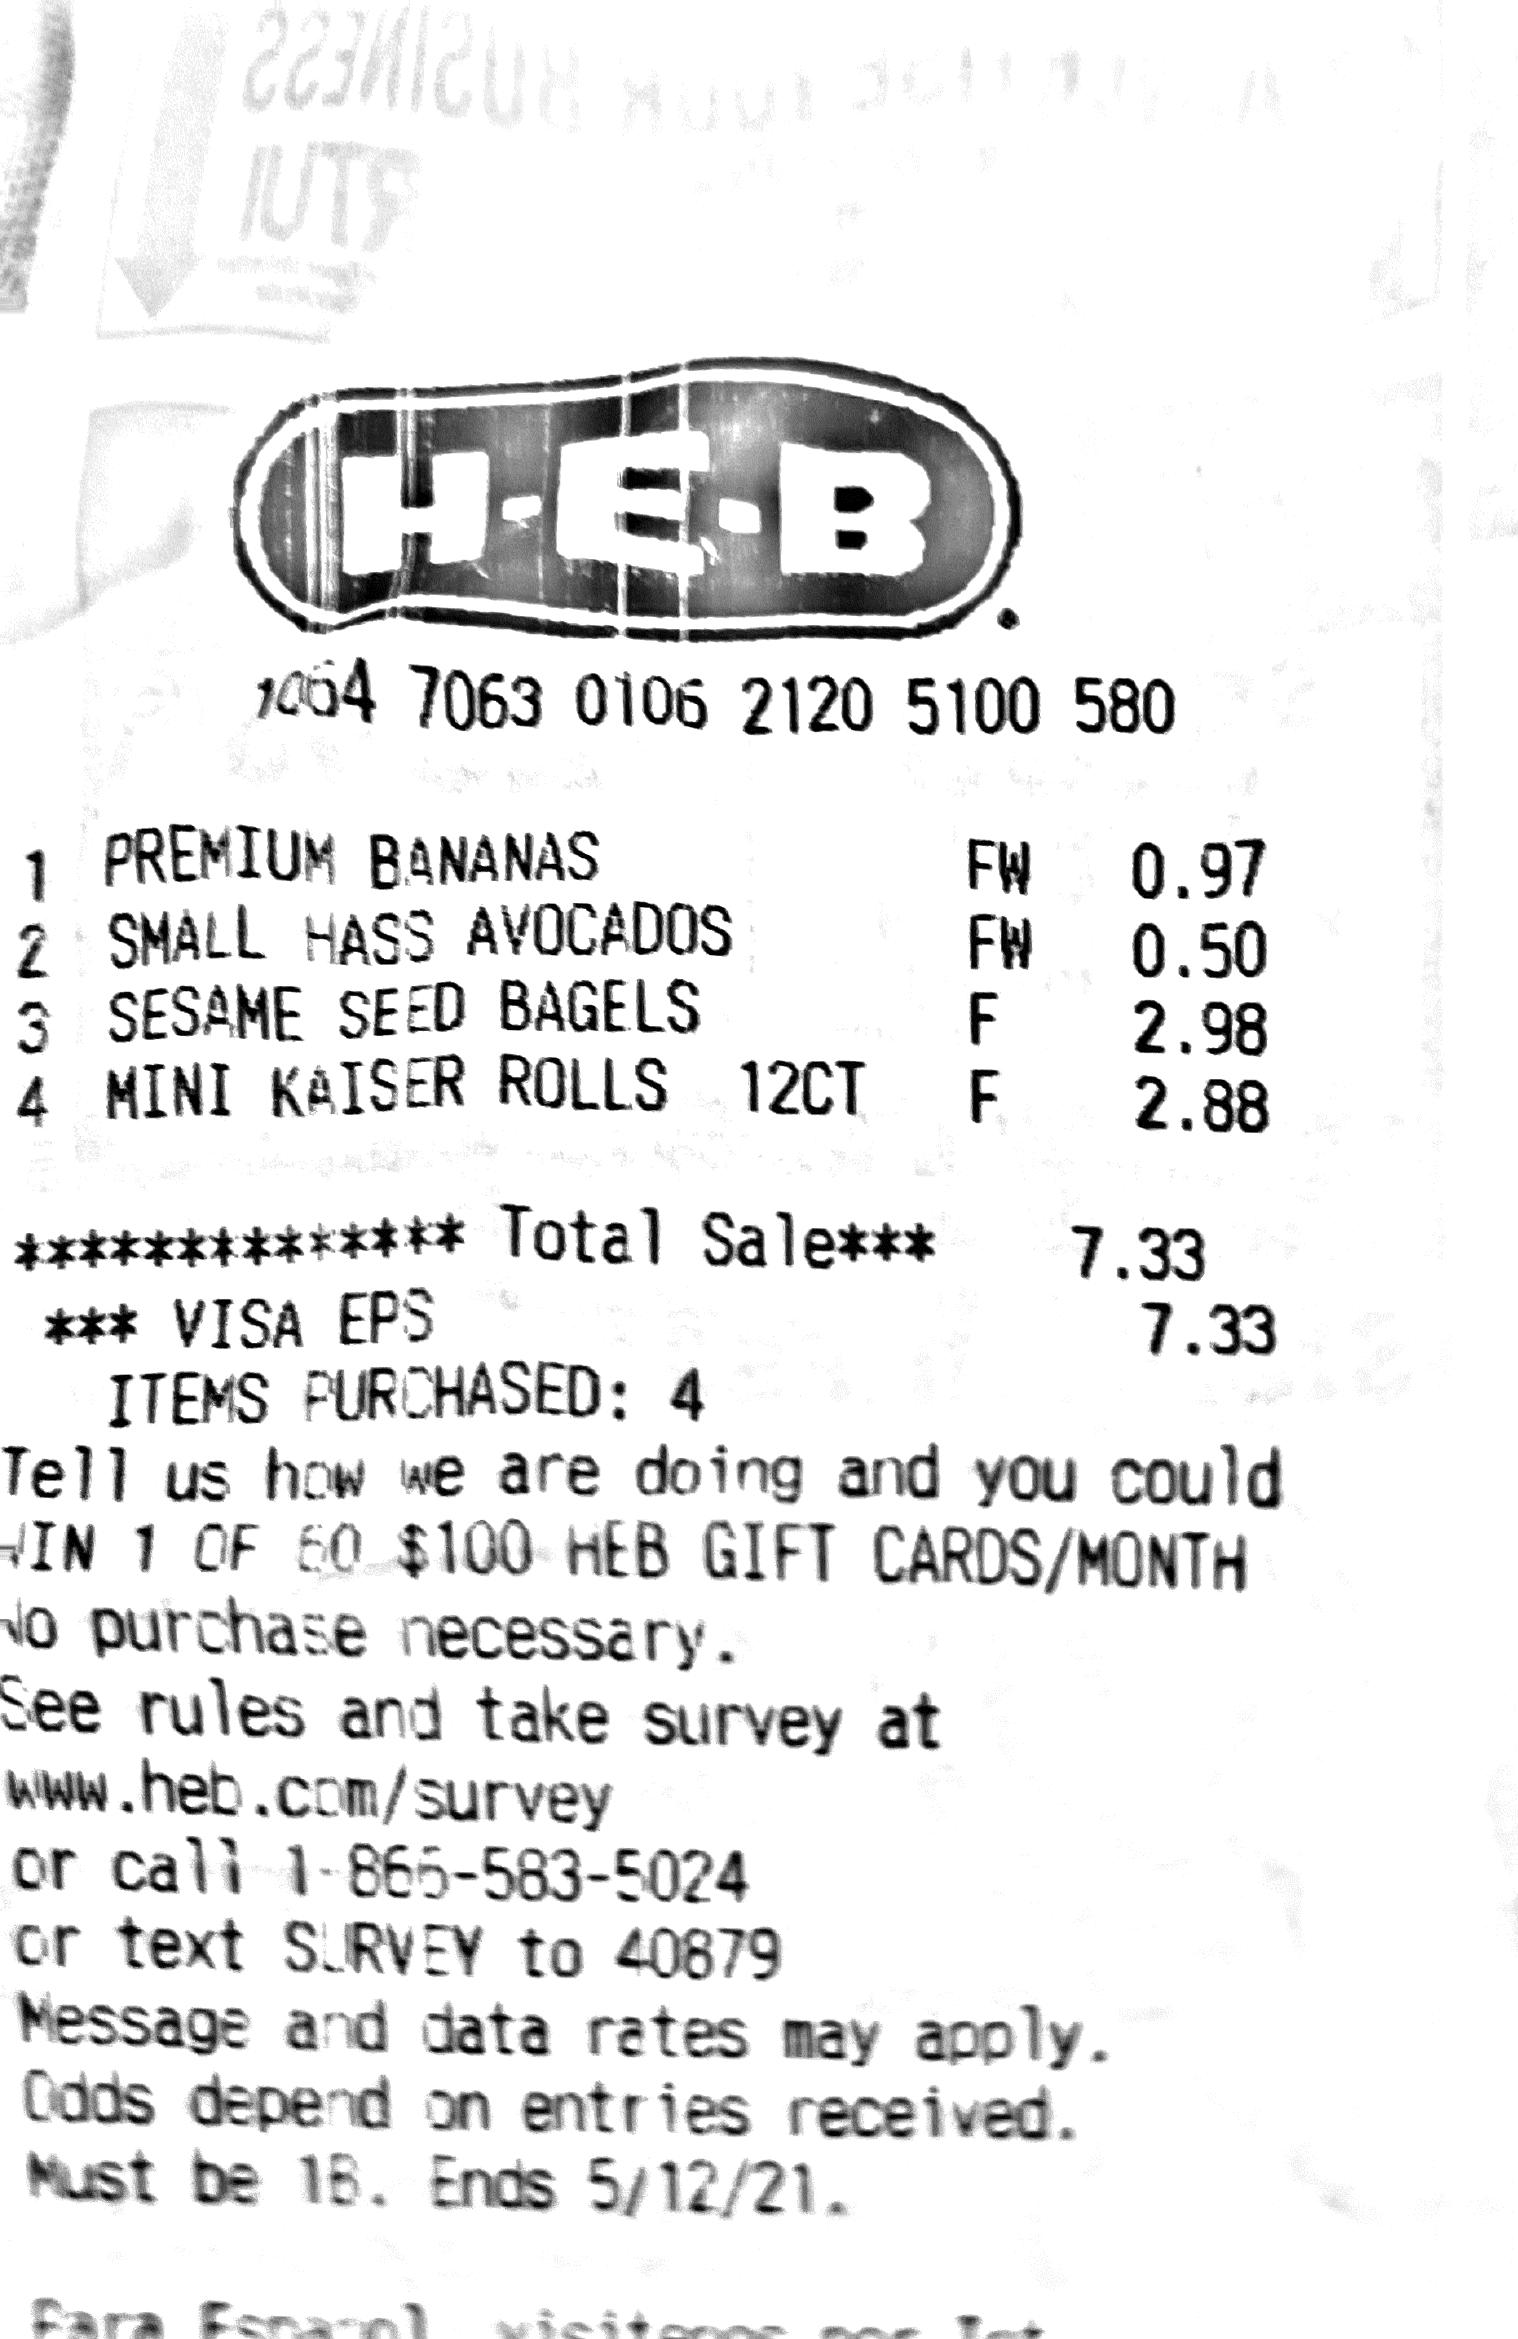 BUSINESS
H-E-B
7063 0106 2120 5100 580
1 PREMIUM BANANAS FW 0.97
2 SMALL HASS AVOCADOS FW 0.50
3 SESAME SEED BAGELS F 2.98
4 MINI KAISER ROLLS 12CT F 2.88
************** Total Sale*** 7.33
*** VISA EPS 7.33
ITEMS PURCHASED: 4
Tell us how we are doing and you could
WIN 1 OF $100 HEB GIFT CARDS/MONTH
No purchase necessary.
See rules and take survey at
www.heb.com/survey
or call 1-866-583-5024
or text SURVEY to 40879
Message and data rates may apply.
Odds depend on entries received.
Must be 18. Ends 5/12/21.
Para Espanol, visitenos por Int